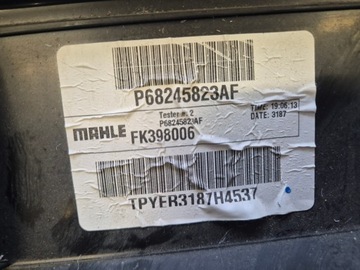 P68245823AF
Tester #: 2
P68245823AF
TIME: 19:06:13
DATE: 3187
MAHLE
FK398006
TPYFR3187H4537